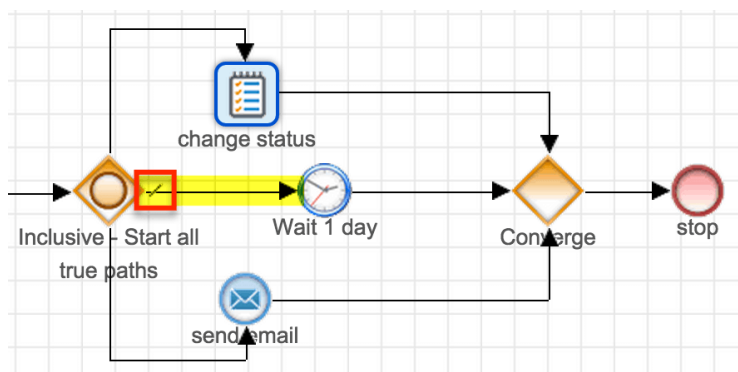 change status
Inclusive - Start all
true paths
Wait 1 day
Converge
stop
send email